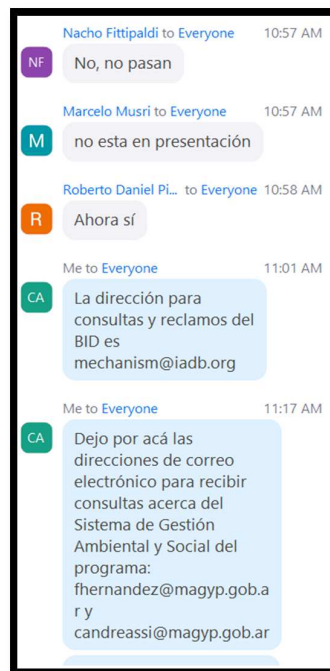 Nacho Fittipaldi to Everyone 10:57 AM
NF
No, no pasan
Marcelo Musri to Everyone 10:57 AM
M
no esta en presentación
Roberto Daniel Pi... to Everyone 10:58 AM
R
Ahora sí
Me to Everyone 11:01 AM
CA
La dirección para
consultas y reclamos del
BID es
mechanism@iadb.org
Me to Everyone 11:17 AM
CA
Dejo por acá las
direcciones de correo
electrónico para recibir
consultas acerca del
Sistema de Gestión
Ambiental y Social del
programa:
fhernandez@magyp.gob.a
r y
candreassi@magyp.gob.ar